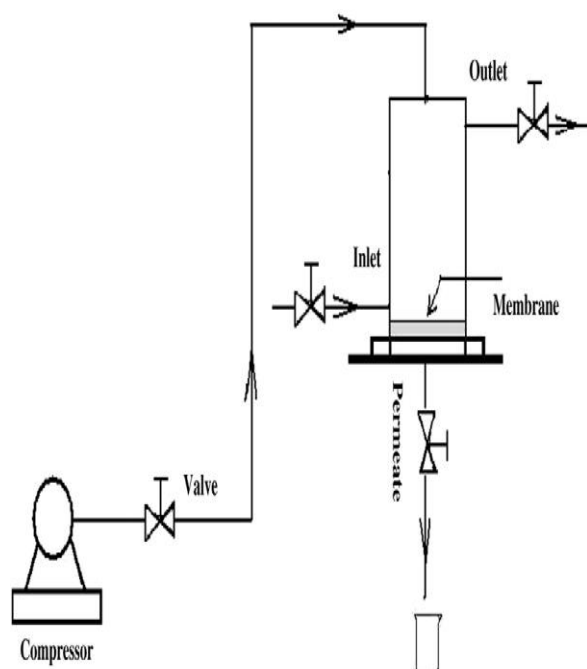 Outlet
Inlet
Membrane
Permeate
Valve
Compressor